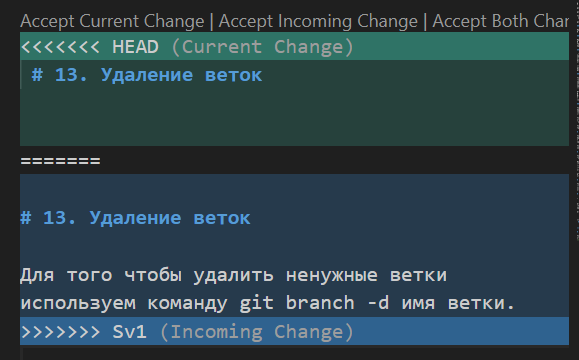 Accept Current Change | Accept Incoming Change | Accept Both
<<<<<<< HEAD (Current Change)
# 13. Удаление веток
=======
# 13. Удаление веток
Для того чтобы удалить ненужные ветки
используем команду git branch -d имя ветки.
>>>>>>> Sv1 (Incoming Change)